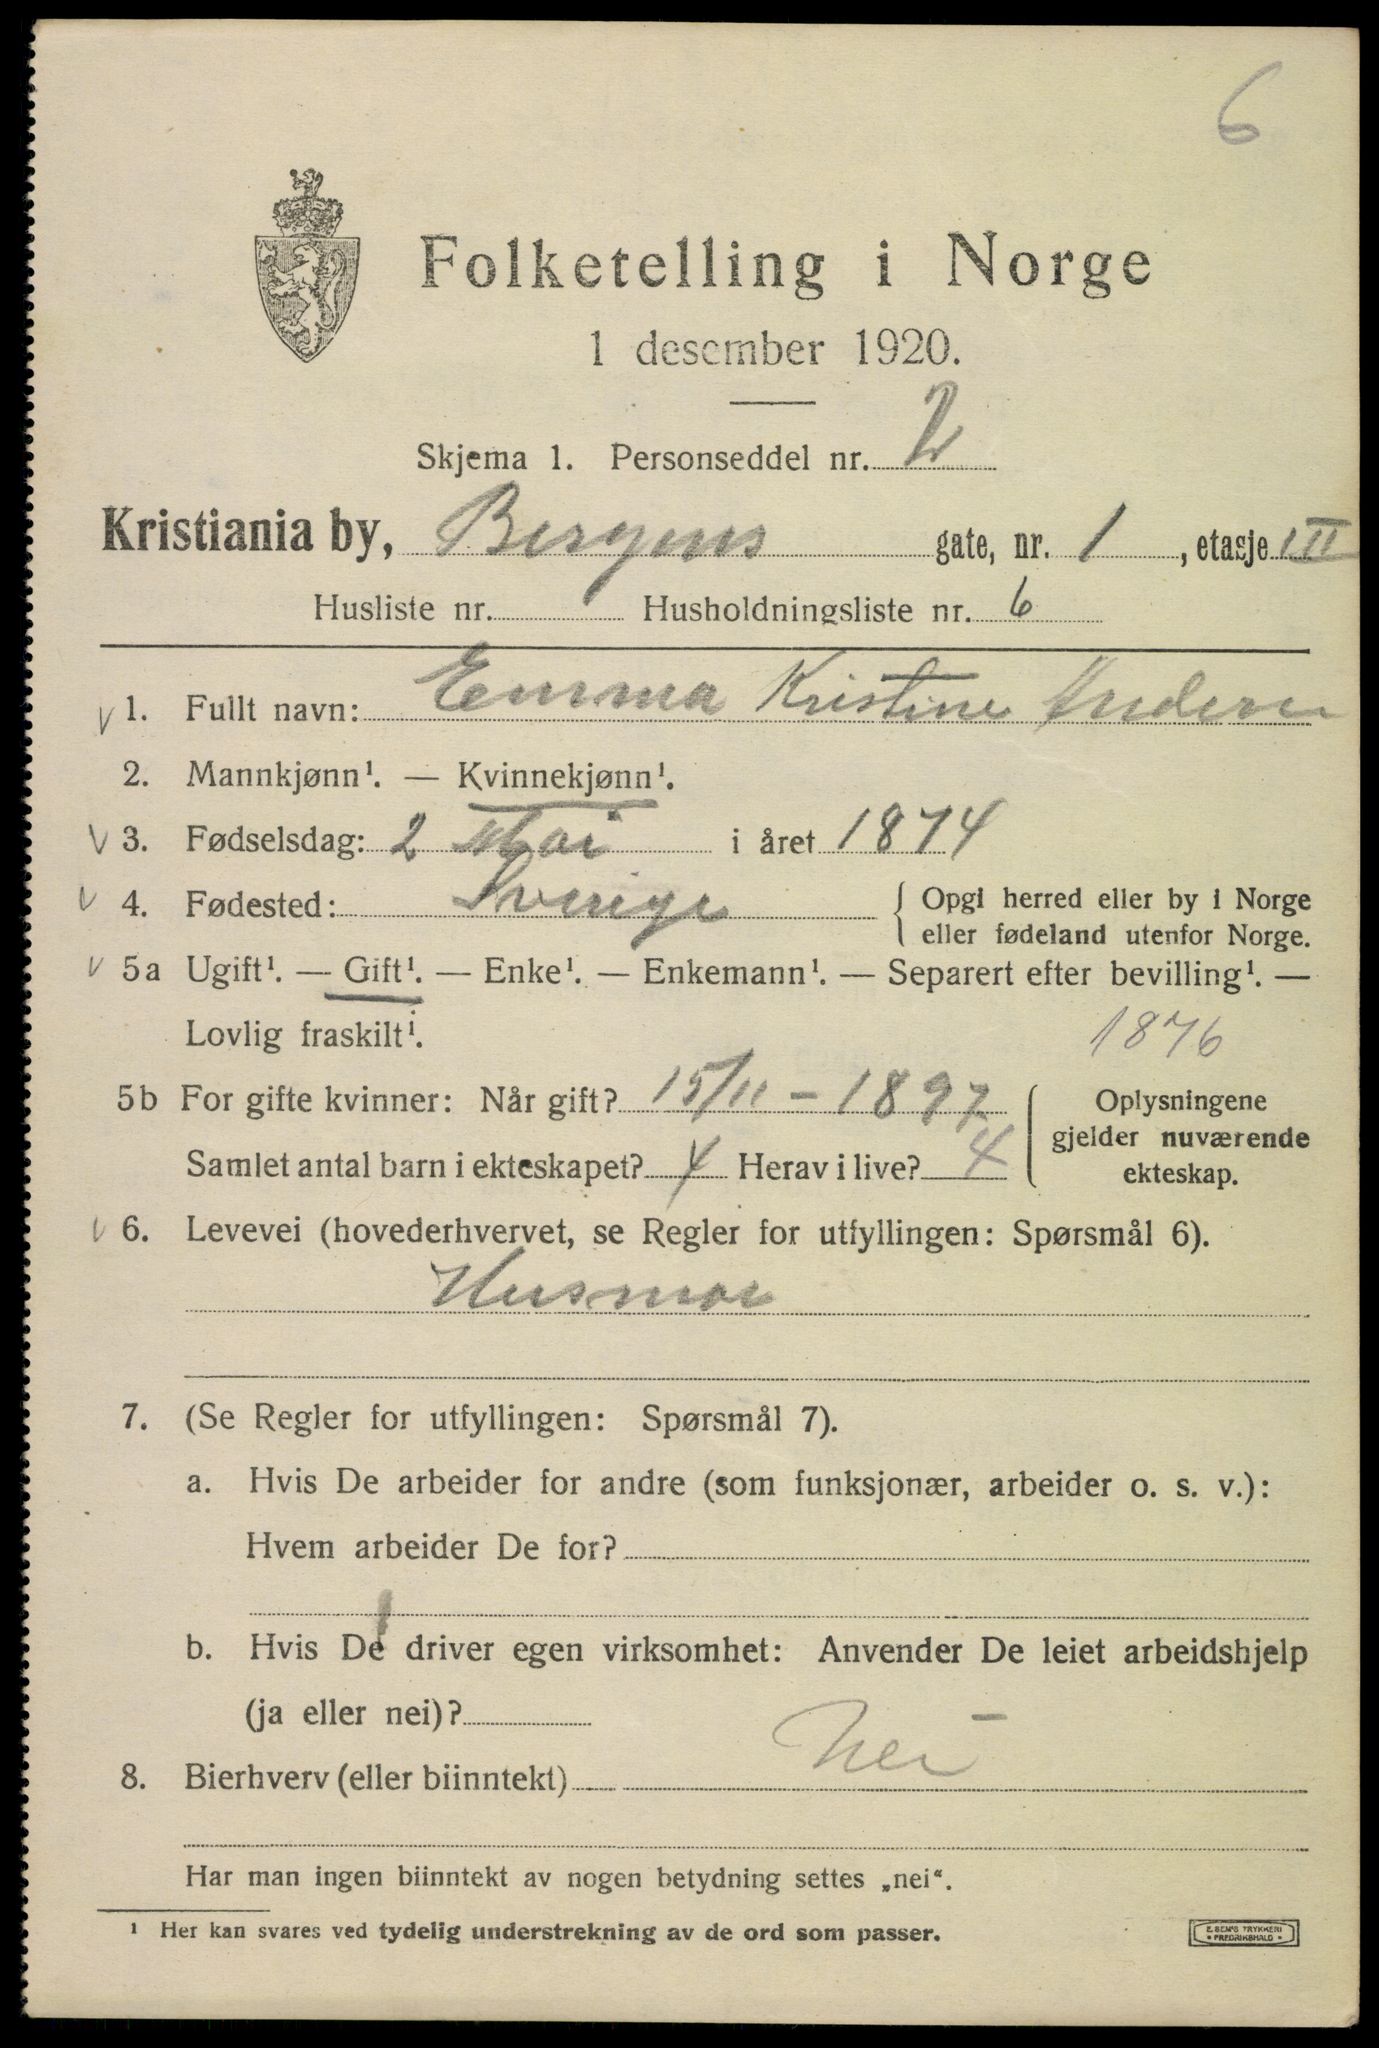 6
Folketelling i Norge
1 desember 1920.
Skjema 1. Personseddel nr. 2
Kristiania by, Bergens gate, nr. 1, etasje III
Husliste nr. Husholdningsliste nr. 6
1. Fullt navn: Emma Kristine
2. Mannkjønn¹. — Kvinnekjønn¹.
3. Fødselsdag: 2 Mai i året 1874
4. Fødested: Sverige { Opgi herred eller by i Norge
eller fødeland utenfor Norge.
5a Ugift¹. — Gift¹. — Enke¹. — Enkemann¹. — Separert efter bevilling¹. —
Lovlig fraskilt¹.
1876
5b For gifte kvinner: Når gift? 15/11 – 1897
Samlet antal barn i ekteskapet? 4 Herav i live? 4
Oplysningene
gjelder nuværende
ekteskap.
6. Levevei (hovederhvervet, se Regler for utfyllingen: Spørsmål 6).
Husmor
7. (Se Regler for utfyllingen: Spørsmål 7).
a. Hvis De arbeider for andre (som funksjonær, arbeider o. s. v.):
Hvem arbeider De for?
b. Hvis De driver egen virksomhet: Anvender De leiet arbeidshjelp
(ja eller nei)?
8. Bierhverv (eller biinntekt) Nei
Har man ingen biinntekt av nogen betydning settes „nei“.
¹ Her kan svares ved tydelig understrekning av de ord som passer.
E. SEM'S TRYKKERI
• FREDRIKSHALD •